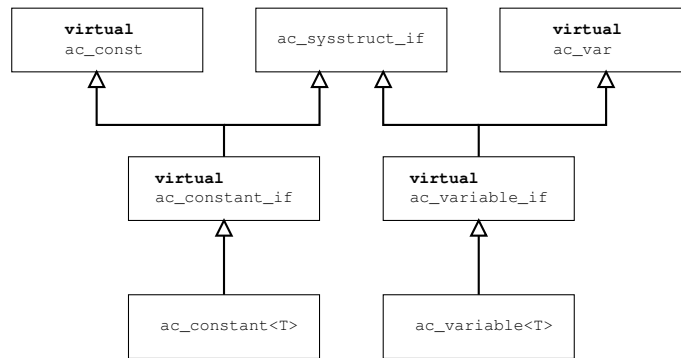 virtual
ac_const
ac_sysstruct_if
virtual
ac_var
virtual
ac_constant_if
virtual
ac_variable_if
ac_constant<T>
ac_variable<T>